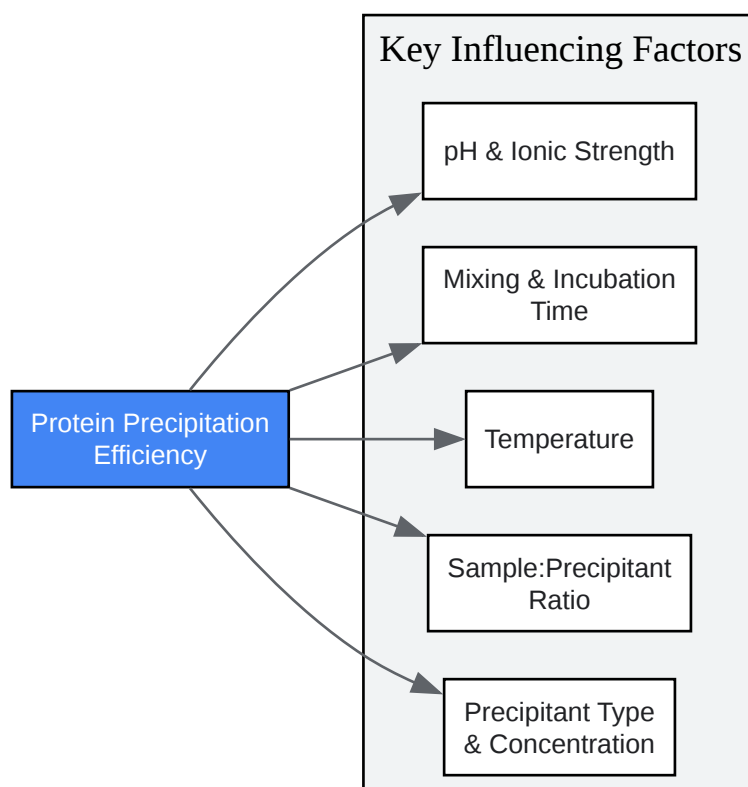 Key Influencing Factors
pH & Ionic Strength
Mixing & Incubation
Time
Protein Precipitation
Efficiency
Temperature
Sample:Precipitant
Ratio
Precipitant Type
& Concentration